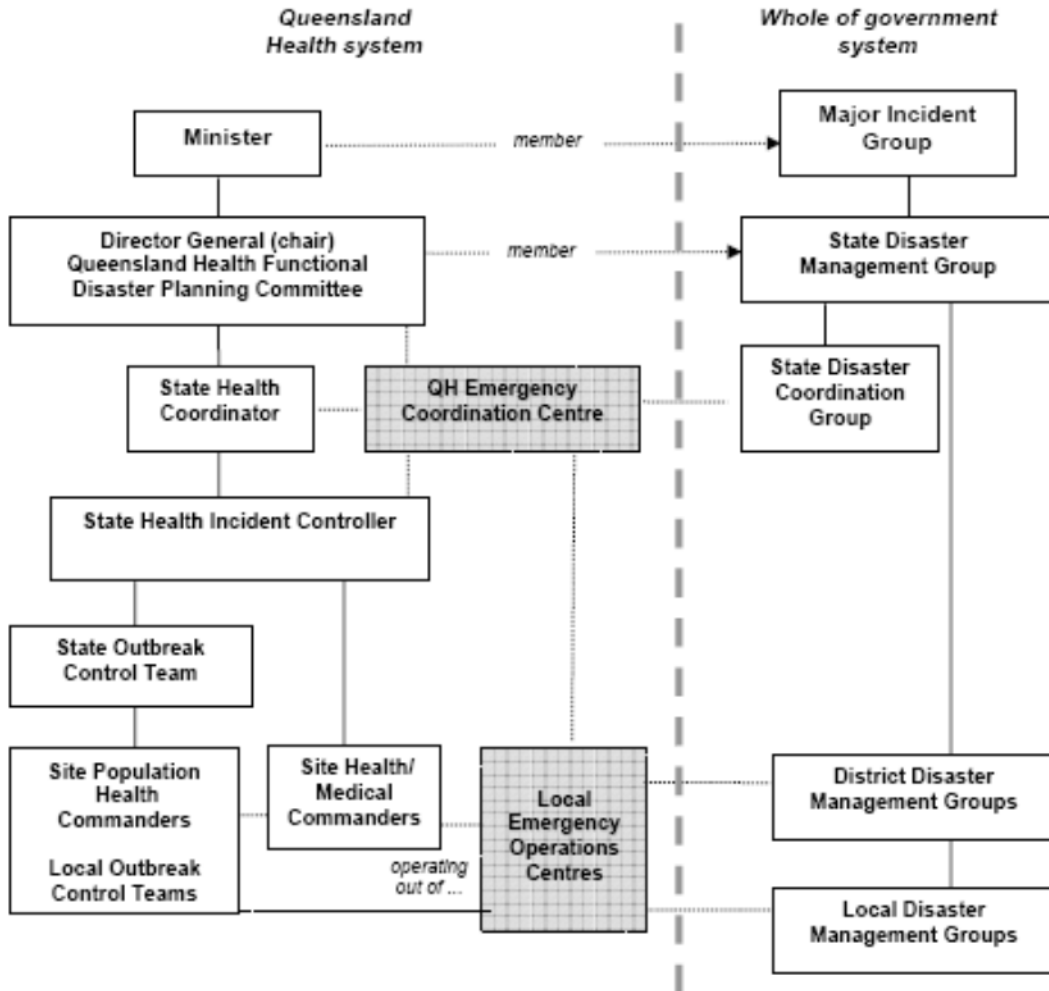 Queensland
Health system
Whole of government
system
Minister
member
Major Incident
Group
Director General (chair)
Queensland Health Functional
Disaster Planning Committee
member
State Disaster
Management Group
State Health
Coordinator
QH Emergency
Coordination Centre
State Disaster
Coordination
Group
State Health Incident Controller
State Outbreak
Control Team
Site Population
Health
Commanders
Local Outbreak
Control Teams
Site Health/
Medical
Commanders
operating
out of ...
Local
Emergency
Operations
Centres
District Disaster
Management Groups
Local Disaster
Management Groups